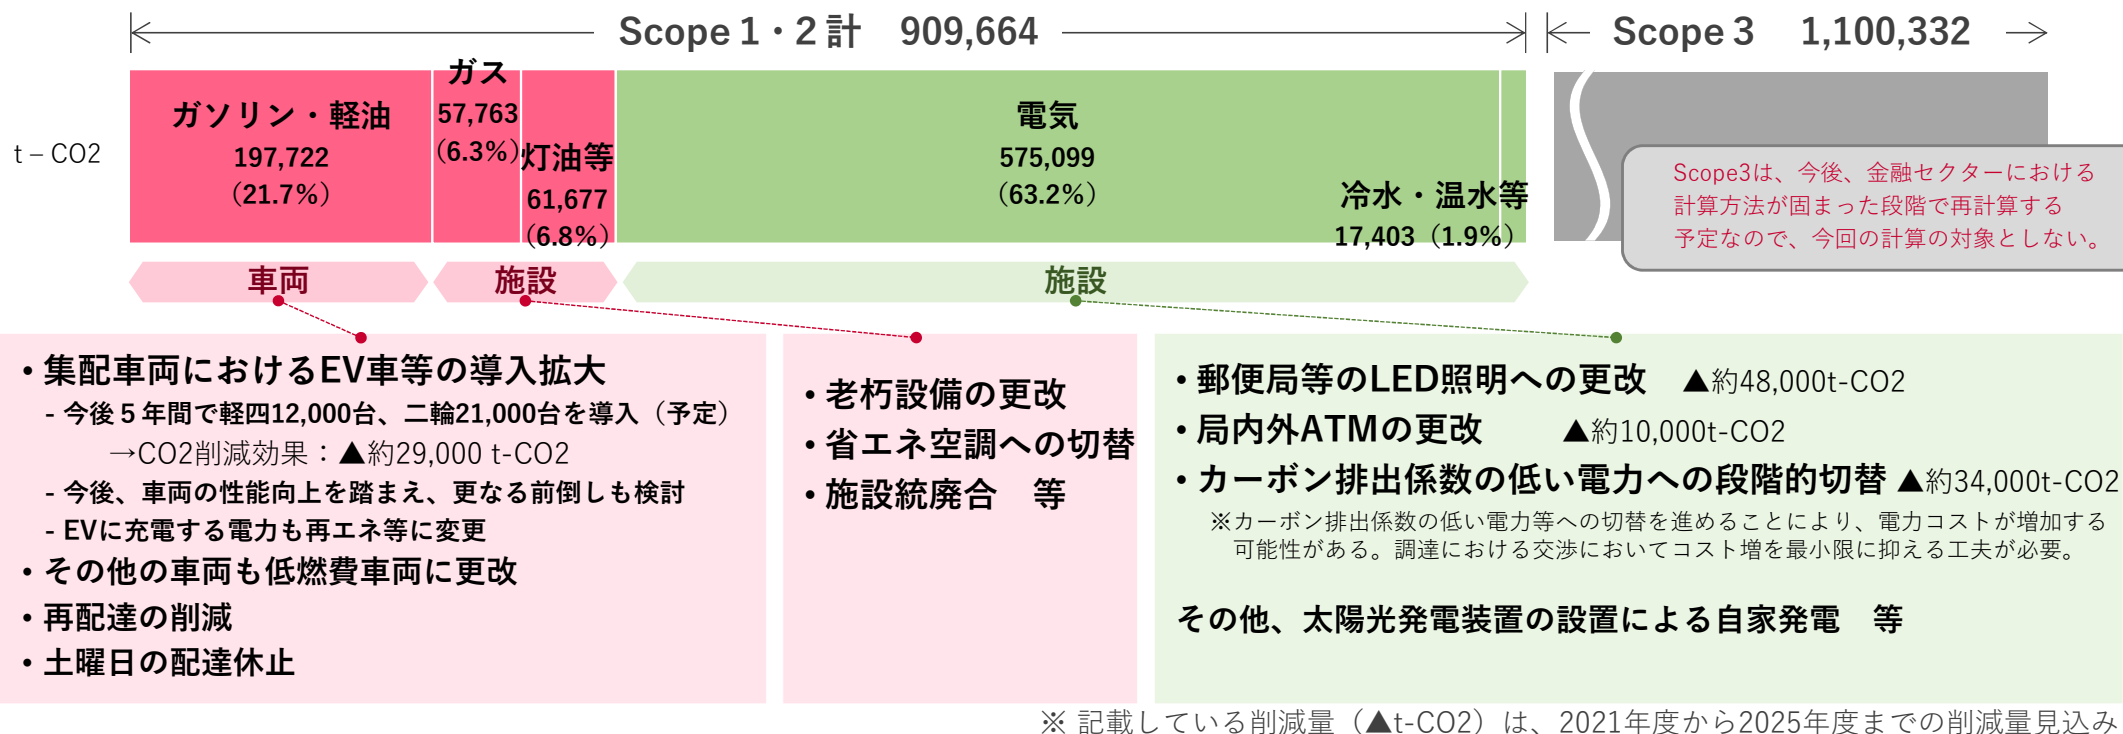 Scope 1・2 計　909,664
Scope 3　1,100,332
t – CO2
ガソリン・軽油
197,722
（21.7%）
ガス
57,763
（6.3%）
灯油等
61,677
（6.8%）
電気
575,099
（63.2%）
冷水・温水等
17,403（1.9%）
Scope3は、今後、金融セクターにおける
計算方法が固まった段階で再計算する
予定なので、今回の計算の対象としない。
車両
施設
施設
・集配車両におけるEV車等の導入拡大
- 今後５年間で軽四12,000台、二輪21,000台を導入（予定）
→CO2削減効果：▲約29,000 t-CO2
- 今後、車両の性能向上を踏まえ、更なる前倒しも検討
- EVに充電する電力も再エネ等に変更
・その他の車両も低燃費車両に更改
・再配達の削減
・土曜日の配達休止
・老朽設備の更改
・省エネ空調への切替
・施設統廃合　等
・郵便局等のLED照明への更改　▲約48,000t-CO2
・局内外ATMの更改　▲約10,000t-CO2
・カーボン排出係数の低い電力への段階的切替 ▲約34,000t-CO2
※カーボン排出係数の低い電力等への切替を進めることにより、電力コストが増加する
可能性がある。調達における交渉においてコスト増を最小限に抑える工夫が必要。
その他、太陽光発電装置の設置による自家発電　等
※ 記載している削減量（▲t-CO2）は、2021年度から2025年度までの削減量見込み